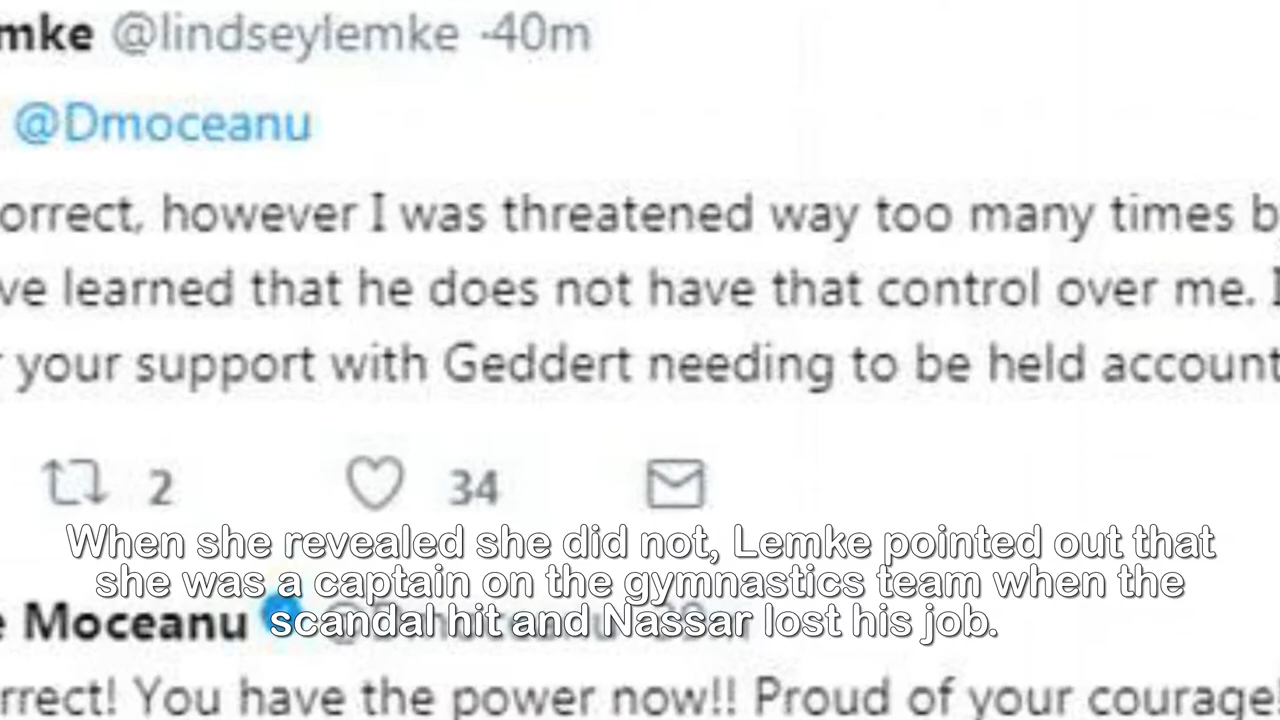 mke @lindseylemke · 40m
@Dmoceanu
orrect, however I was threatened way too many times b
ve learned that he does not have that control over me. I
r your support with Geddert needing to be held account
2 34
When she revealed she did not, Lemke pointed out that
she was a captain on the gymnastics team when the
scandal hit and Nassar lost his job.
e Moceanu
rrect! You have the power now!! Proud of your courage!